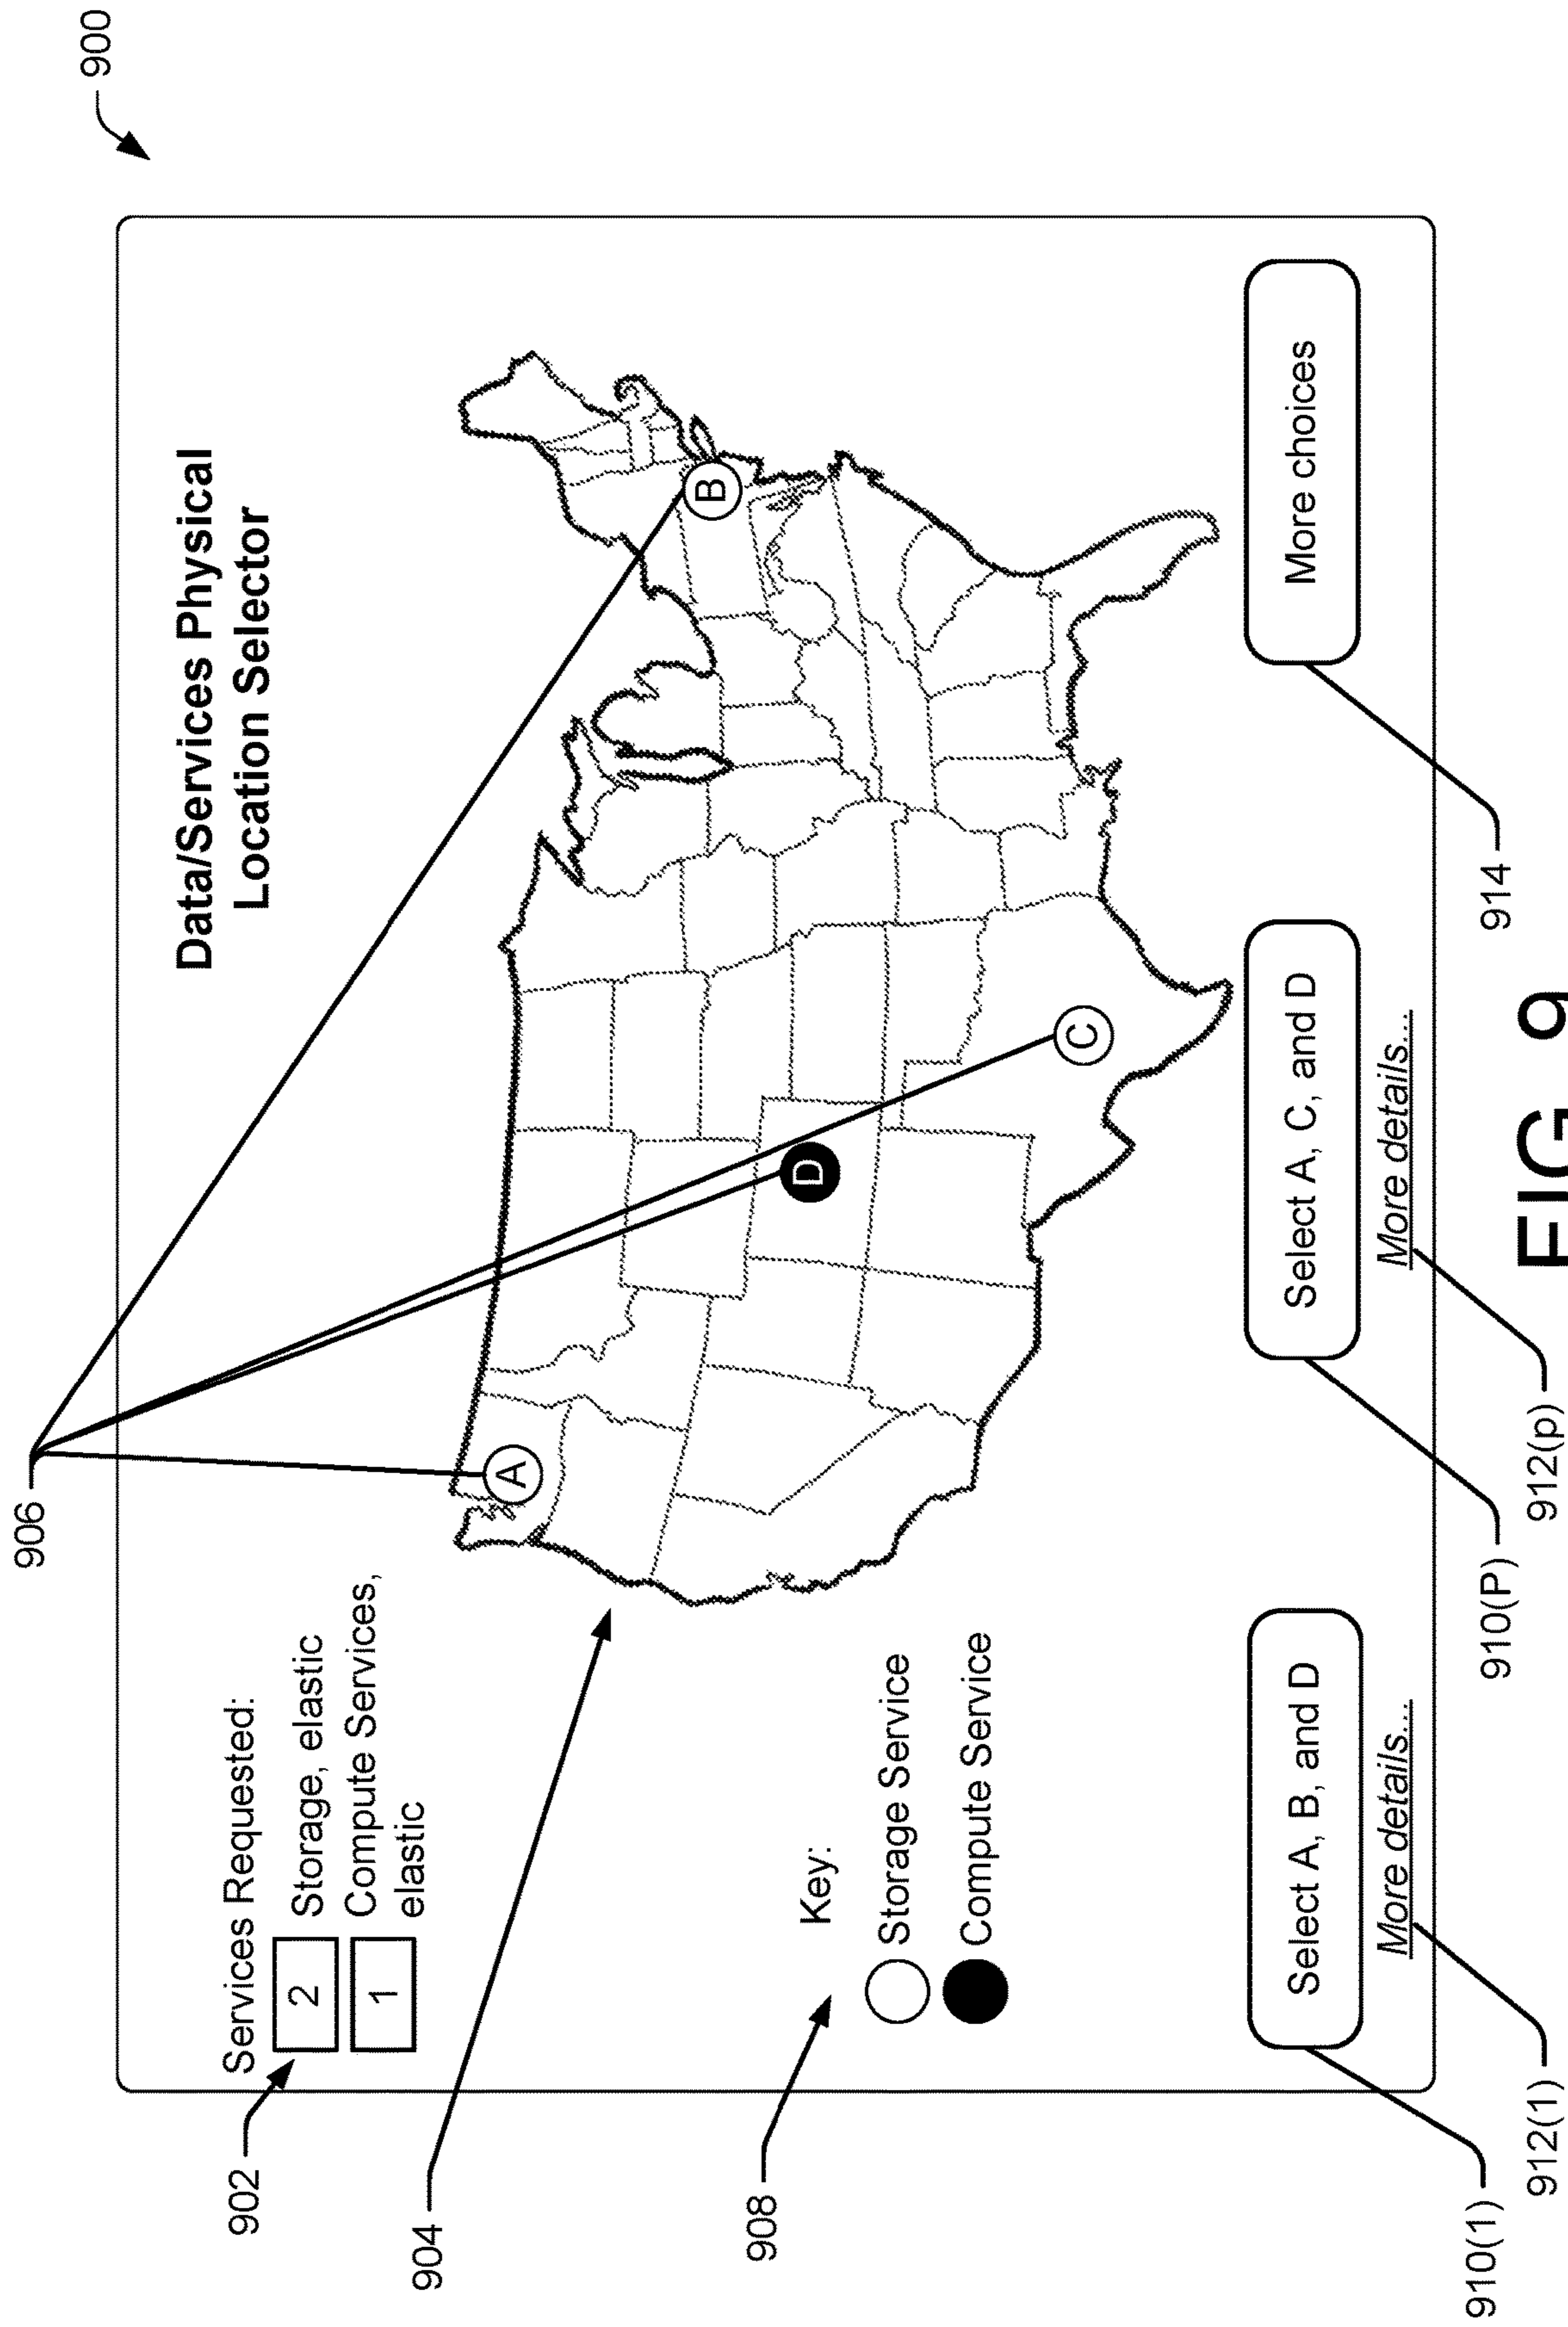 900
906
Data/Services Physical
Location Selector
Services Requested:
2 Storage, elastic
1 Compute Services,
elastic
902
904
A
B
C
D
908
Key:
Storage Service
Compute Service
Select A, B, and D
Select A, C, and D
More choices
More details...
More details...
910(1)
912(1)
910(P)
912(p)
914
FIG. 9